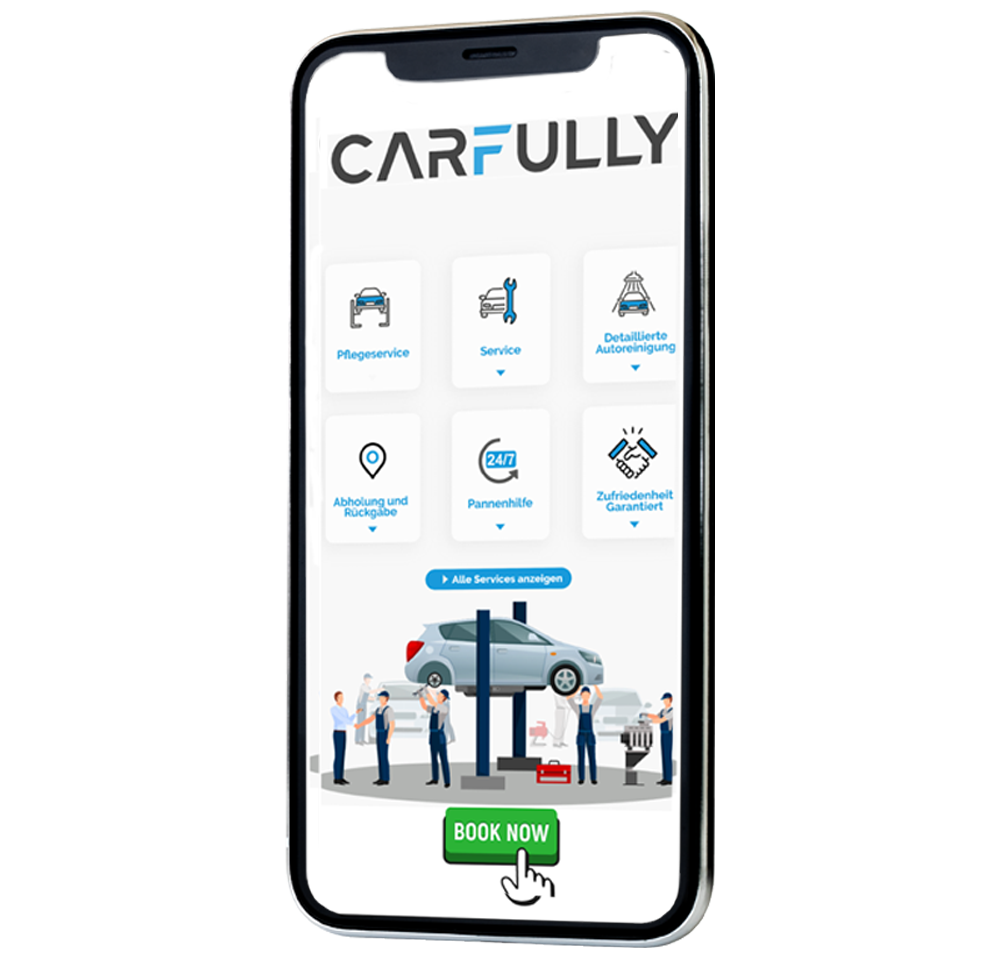 CARFULLY
Pflegeservice
Service
Detaillierte
Autoreinigung
Abholung und
Rückgabe
24/7
Pannenhilfe
Zufriedenheit
Garantiert
Alle Services anzeigen
BOOK NOW